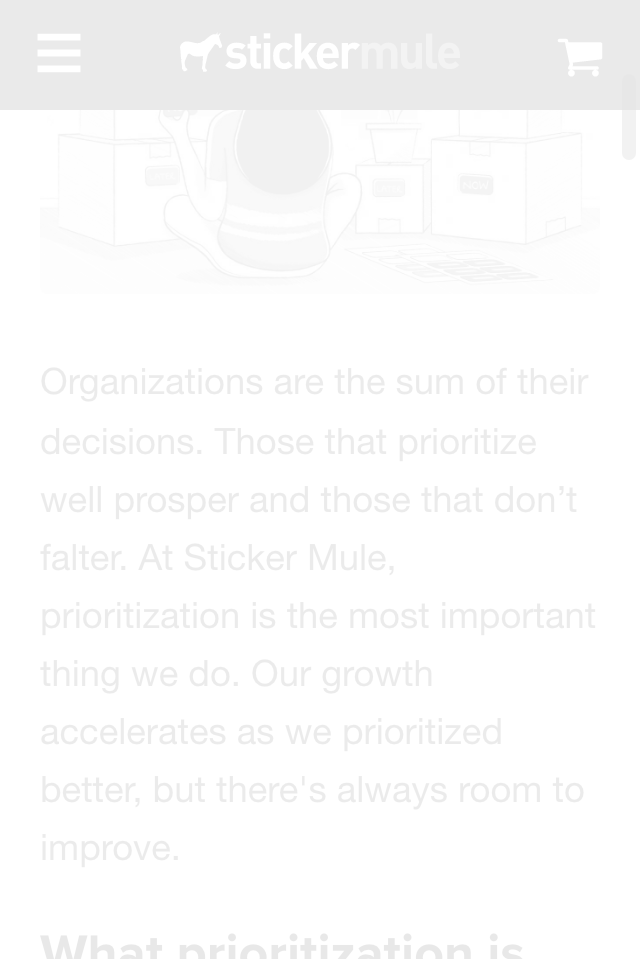 stickermule
NEW
Organizations are the sum of their
decisions. Those that prioritize
well prosper and those that don’t
falter. At Sticker Mule,
prioritization is the most important
thing we do. Our growth
accelerates as we prioritized
better, but there's always room to
improve.
What prioritization is